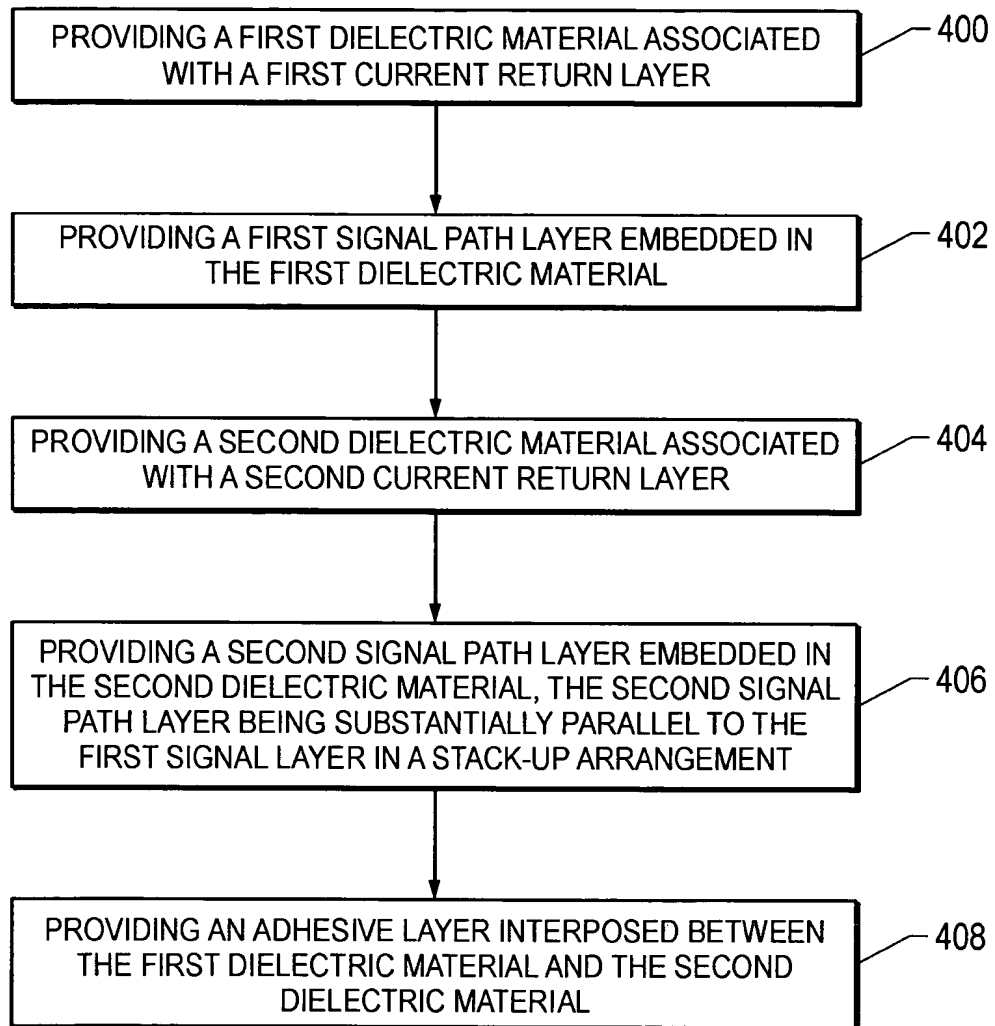 PROVIDING A FIRST DIELECTRIC MATERIAL ASSOCIATED
WITH A FIRST CURRENT RETURN LAYER
400
PROVIDING A FIRST SIGNAL PATH LAYER EMBEDDED IN
THE FIRST DIELECTRIC MATERIAL
402
PROVIDING A SECOND DIELECTRIC MATERIAL ASSOCIATED
WITH A SECOND CURRENT RETURN LAYER
404
PROVIDING A SECOND SIGNAL PATH LAYER EMBEDDED IN
THE SECOND DIELECTRIC MATERIAL, THE SECOND SIGNAL
PATH LAYER BEING SUBSTANTIALLY PARALLEL TO THE
FIRST SIGNAL LAYER IN A STACK-UP ARRANGEMENT
406
PROVIDING AN ADHESIVE LAYER INTERPOSED BETWEEN
THE FIRST DIELECTRIC MATERIAL AND THE SECOND
DIELECTRIC MATERIAL
408